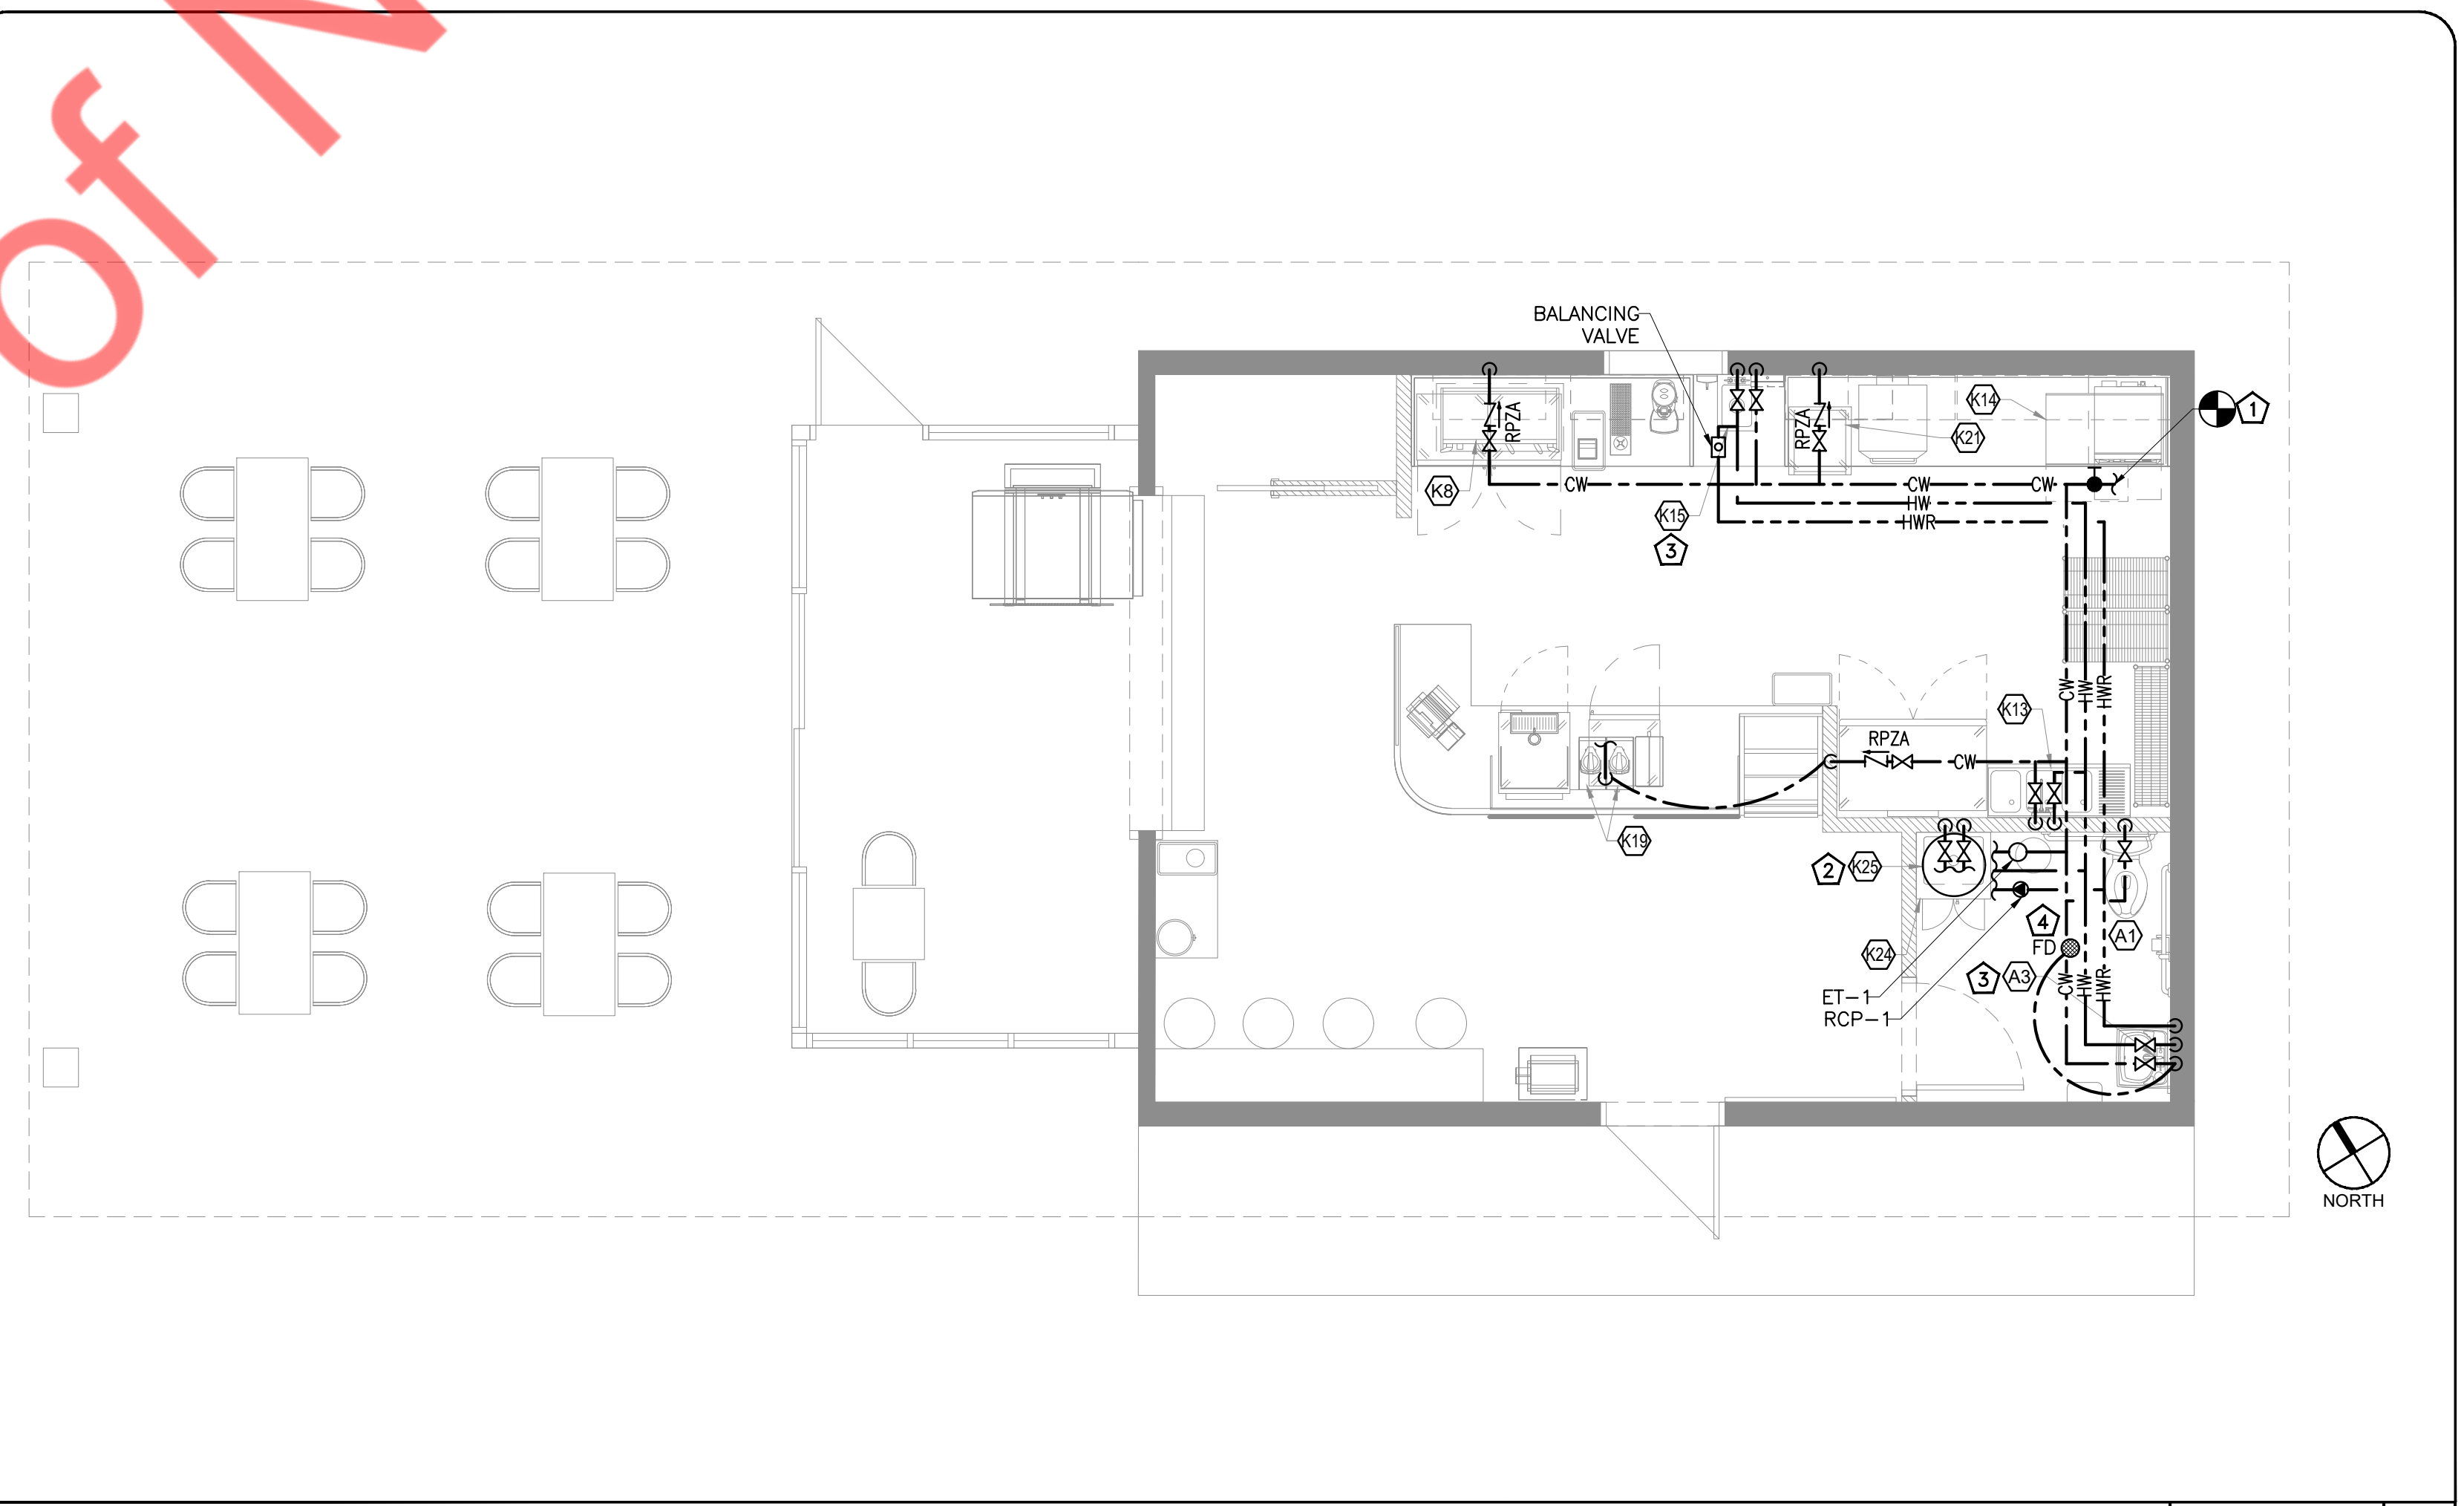 of N
BALANCING
VALVE
K14
1
RPZA
RPZA
K21
K8
CW
CW
CW
HW
K15
HWR
3
CW
HW
HWR
K13
RPZA
CW
K19
2
K25
4
FD
A1
K24
3
A3
CW
HW
HWR
ET-1
RCP-1
NORTH